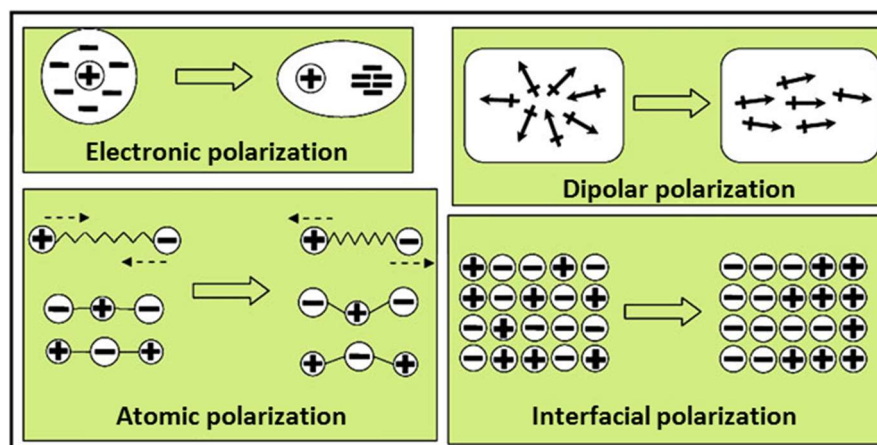 Electronic polarization
Dipolar polarization
Atomic polarization
Interfacial polarization